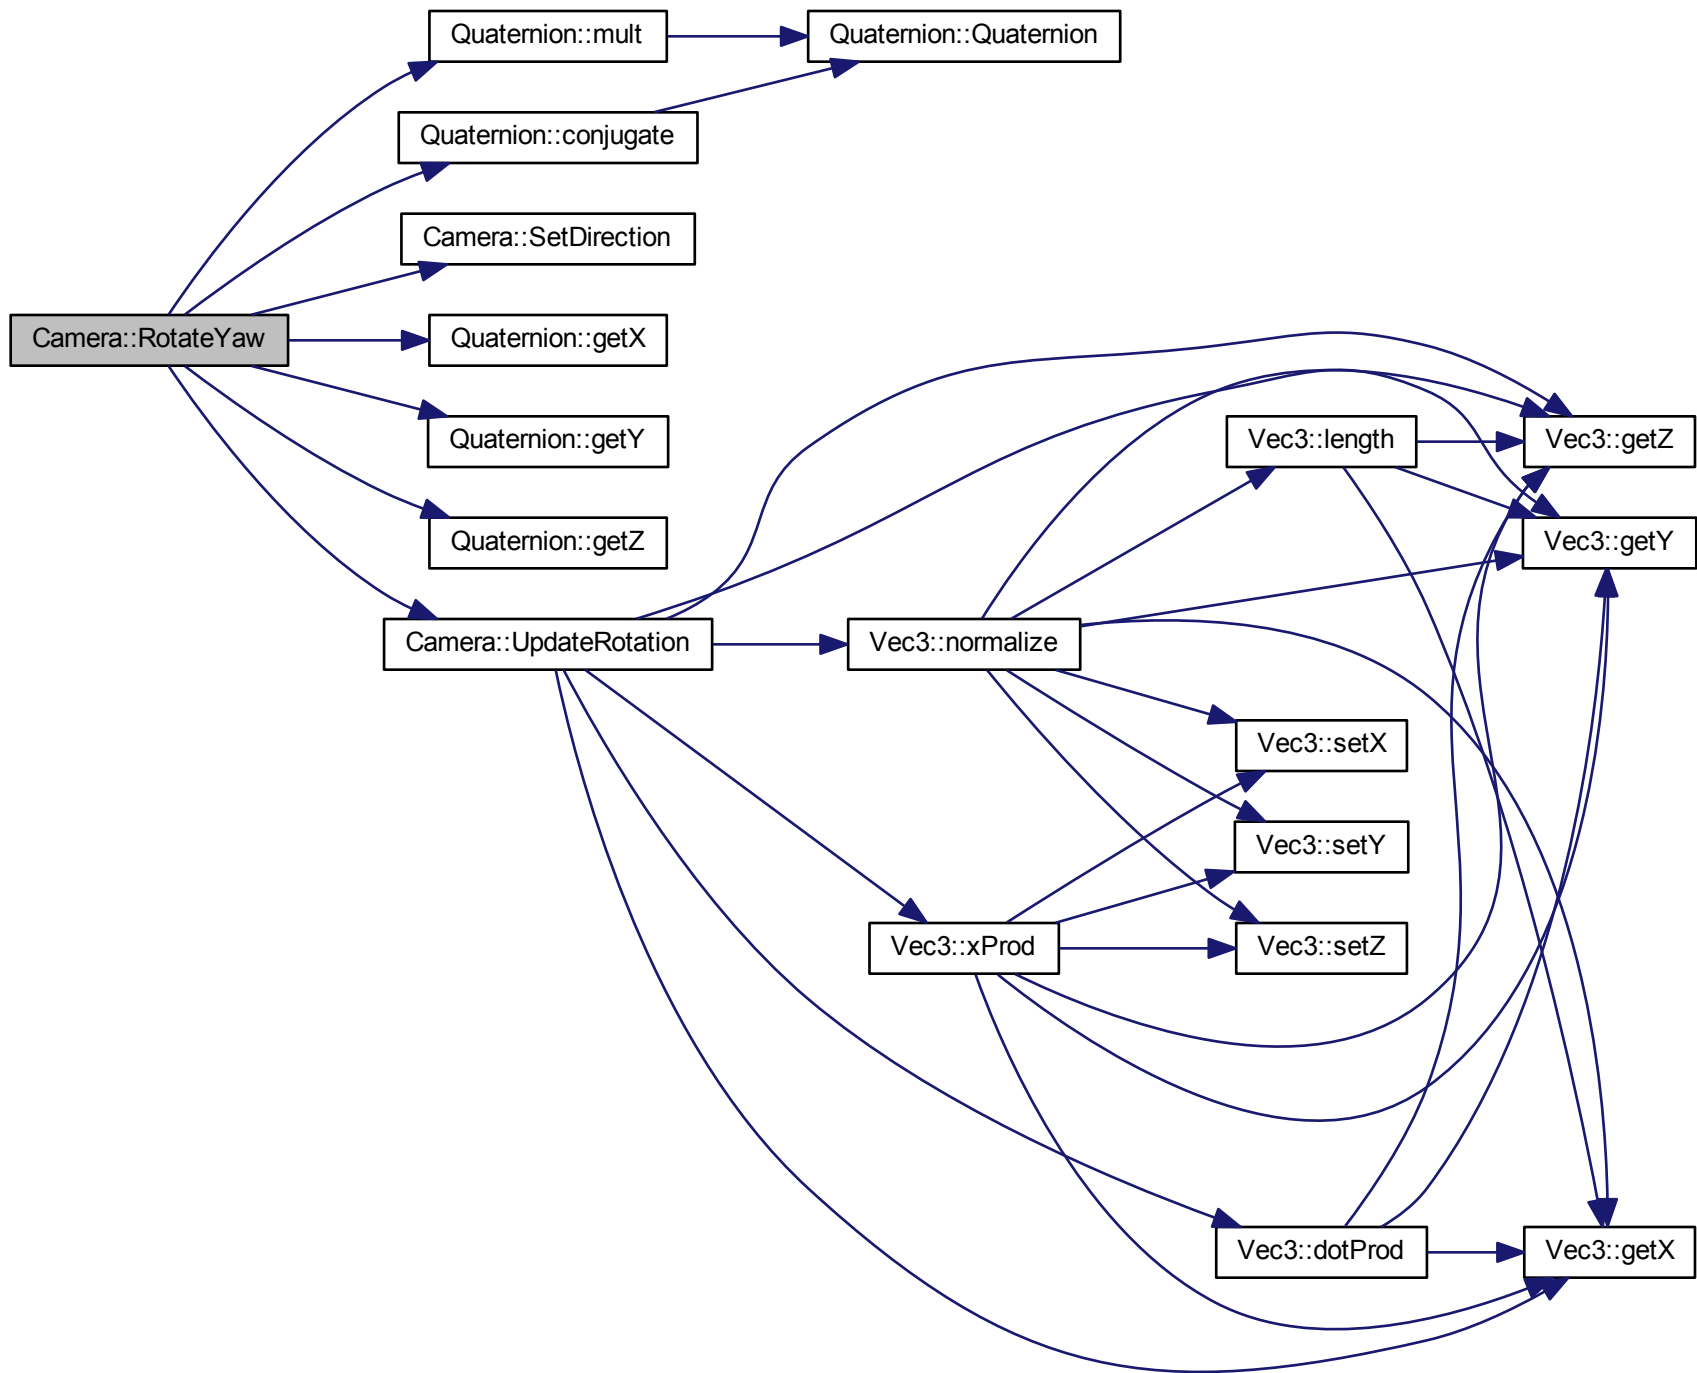 Quaternion::mult
Quaternion::Quaternion
Quaternion::conjugate
Camera::SetDirection
Camera::RotateYaw
Quaternion::getX
Quaternion::getY
Vec3::length
Vec3::getZ
Quaternion::getZ
Vec3::getY
Camera::UpdateRotation
Vec3::normalize
Vec3::setX
Vec3::setY
Vec3::xProd
Vec3::setZ
Vec3::dotProd
Vec3::getX